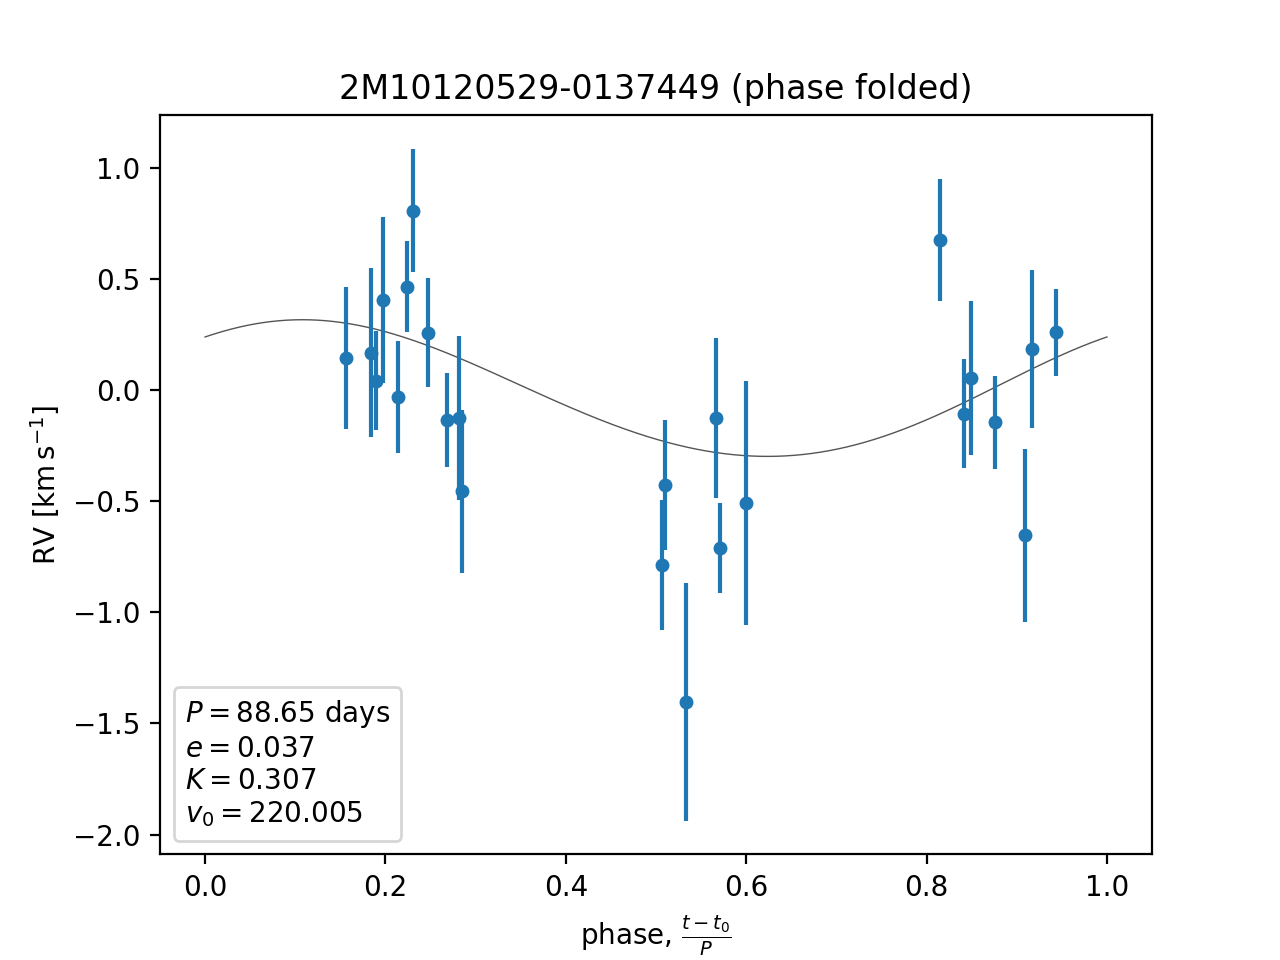 2M10120529-0137449 (phase folded)
RV [km s⁻¹]
1.0
0.5
0.0
−0.5
−1.0
−1.5
−2.0
P = 88.65 days
e = 0.037
K = 0.307
v₀ = 220.005
0.0 0.2 0.4 0.6 0.8 1.0
phase, (t − t₀)/P